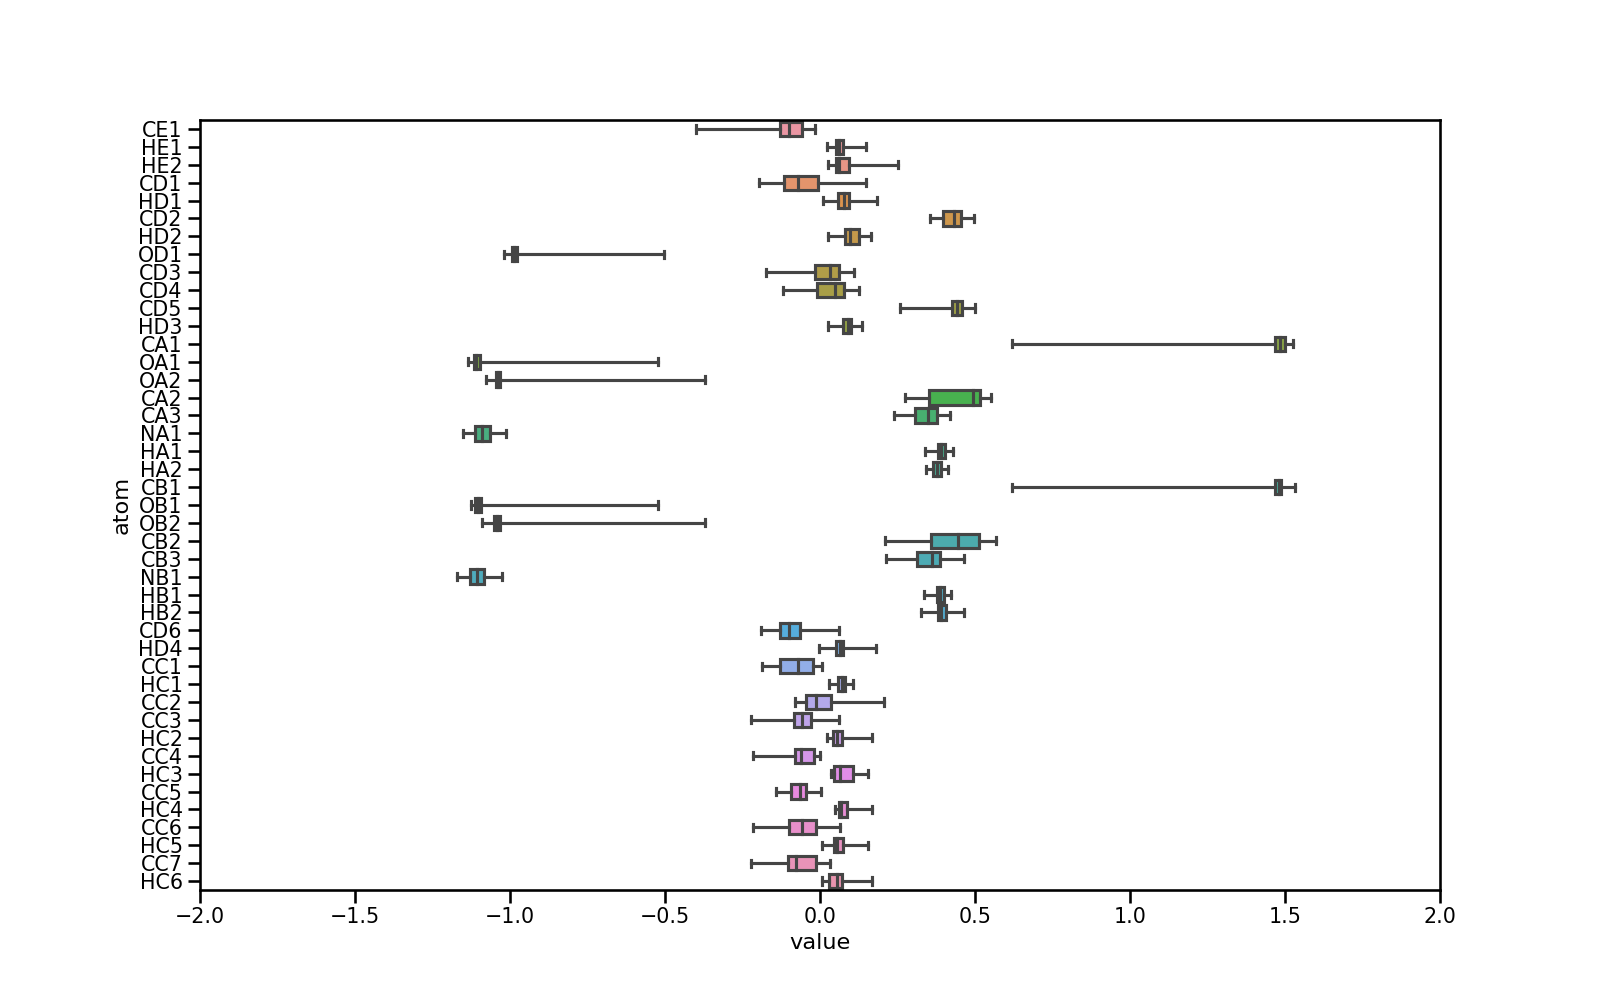 CE1
HE1
HE2
CD1
HD1
CD2
HD2
OD1
CD3
CD4
CD5
HD3
CA1
OA1
OA2
CA2
CA3
NA1
HA1
HA2
CB1
OB1
OB2
CB2
CB3
NB1
HB1
HB2
CD6
HD4
CC1
HC1
CC2
CC3
HC2
CC4
HC3
CC5
HC4
CC6
HC5
CC7
HC6
atom
−2.0 −1.5 −1.0 −0.5 0.0 0.5 1.0 1.5 2.0
value